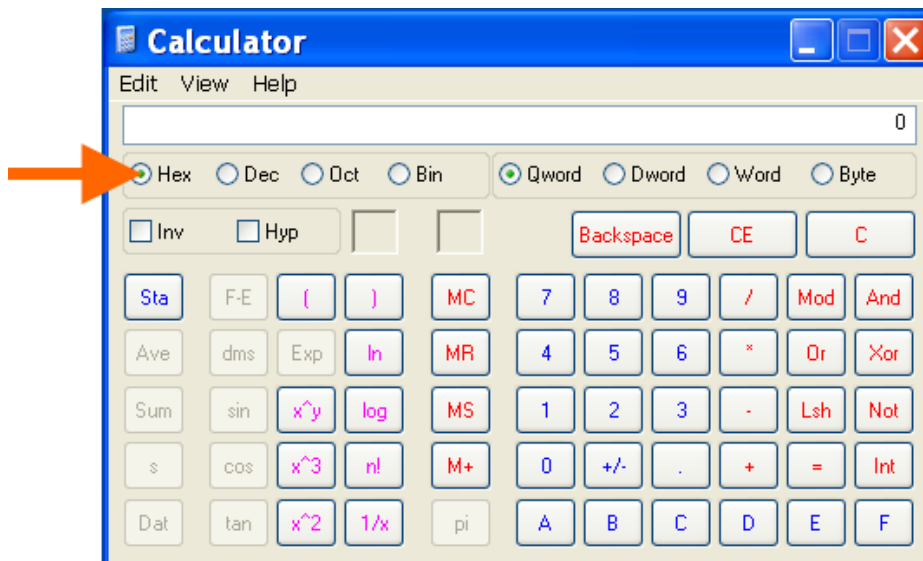 Calculator
Edit View Help
0
Hex Dec Oct Bin Qword Dword Word Byte
Inv Hyp Backspace CE C
Sta F-E ( ) MC 7 8 9 / Mod And
Ave dms Exp ln MR 4 5 6 * Or Xor
Sum sin x^y log MS 1 2 3 - Lsh Not
s cos x^3 n! M+ 0 +/- . + = Int
Dat tan x^2 1/x pi A B C D E F